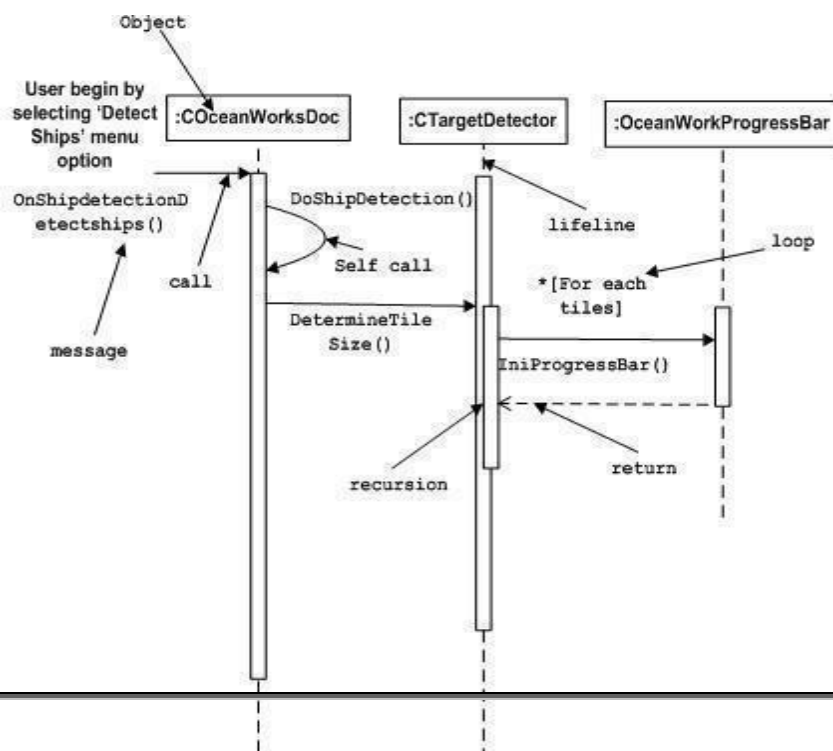 Object
User begin by
selecting 'Detect
Ships' menu
option
:COceanWorksDoc
:CTargetDetector
:OceanWorkProgressBar
OnShipdetectionD
etectships()
DoShipDetection()
lifeline
loop
call
Self call
*[For each
tiles]
message
DetermineTile
Size()
IniProgressBar()
recursion
return